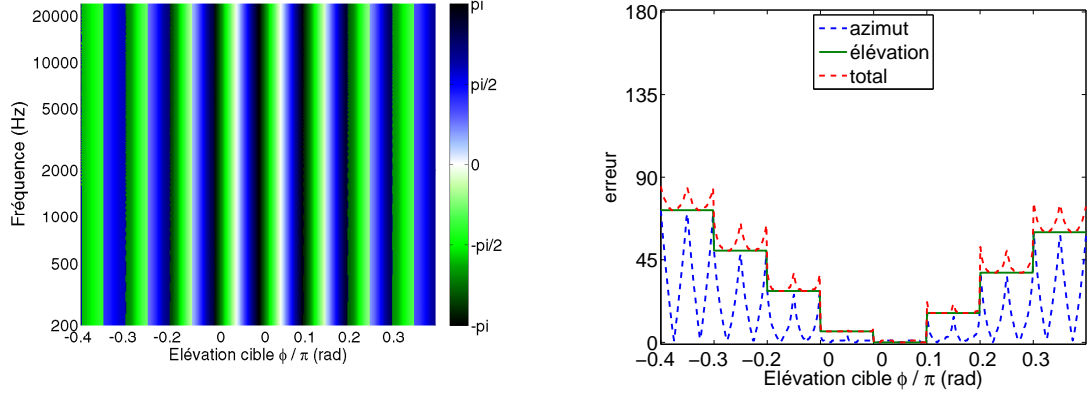 20000
10000
5000
2000
1000
500
200
Fréquence (Hz)
-0.4 -0.3 -0.2 0 0 0.1 0.2 0.3
Elévation cible ϕ / π (rad)
pi
pi/2
0
-pi/2
-pi
180
135
90
45
0
erreur
azimut
élévation
total
−0.4 −0.3 −0.2 0 0 0.1 0.2 0.3
Elévation cible ϕ / π (rad)